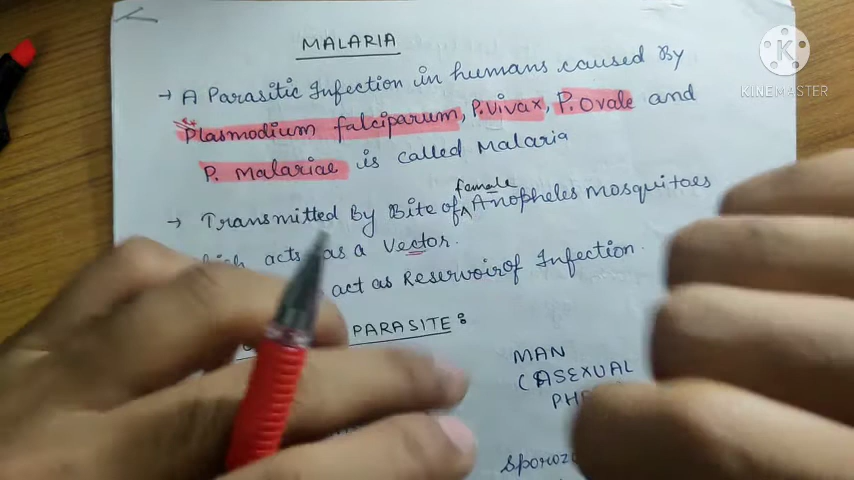 MALARIA
→ A Parasitic Infection in humans caused By
Plasmodium falciparum, P. Vivax, P. Ovale and
P. Malariae is called Malaria
→ Transmitted By Bite of female Anopheles mosquitoes
acts as a Vector.
act as Reservoir of Infection.
PARASITE:
MAN
(ASEXUAL
K
KINEMASTER